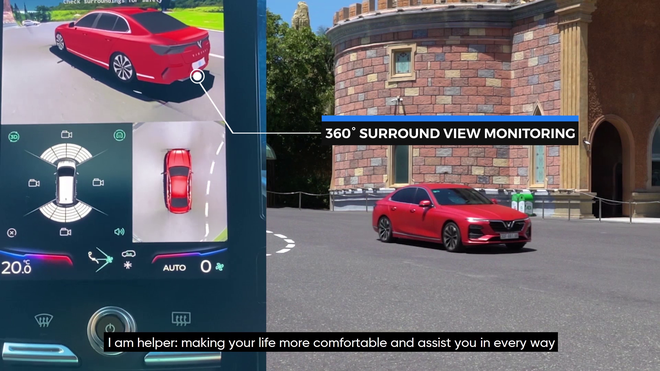 Check surroundings for safety
360° SURROUND VIEW MONITORING
3D
20.0 °C
AUTO
0
I am helper: making your life more comfortable and assist you in every way